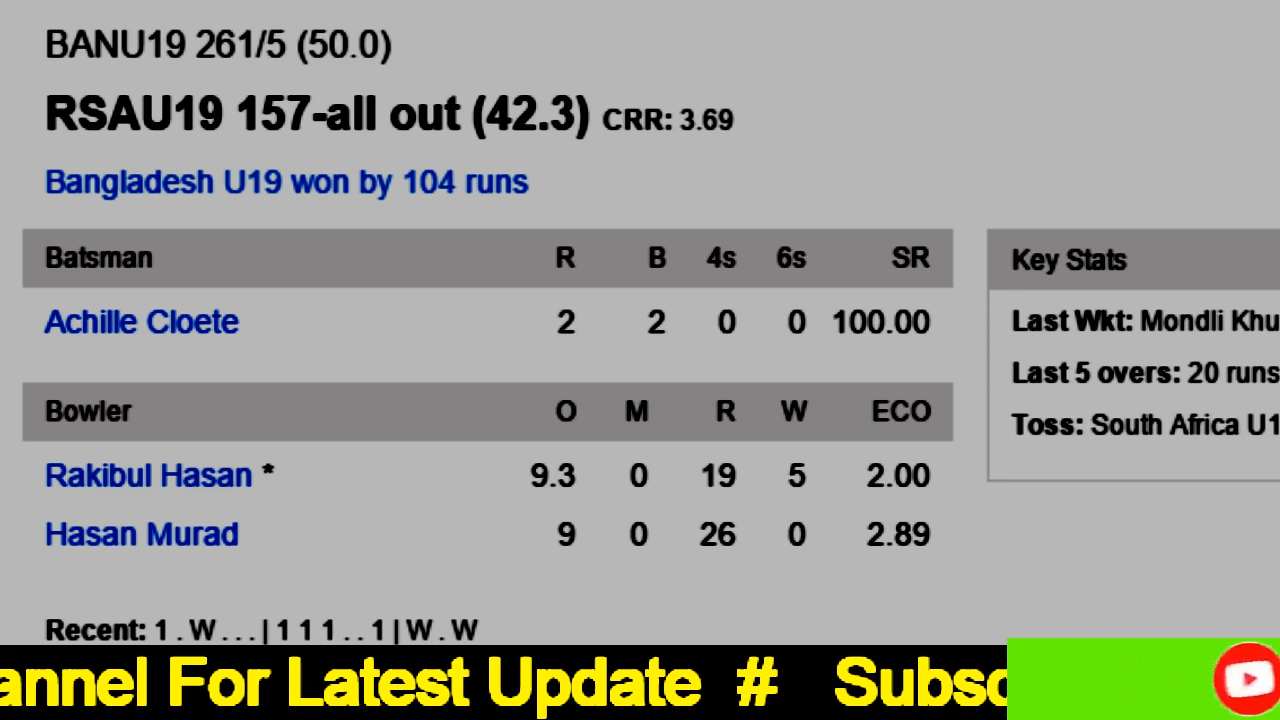 BANU19 261/5 (50.0)
RSAU19 157-all out (42.3) CRR: 3.69
Bangladesh U19 won by 104 runs
Batsman R B 4s 6s SR
Achille Cloete 2 2 0 0 100.00
Bowler O M R W ECO
Rakibul Hasan * 9.3 0 19 5 2.00
Hasan Murad 9 0 26 0 2.89
Recent: 1 . W . . . | 1 1 1 . . 1 | W . W
Key Stats
Last Wkt: Mondli Khu
Last 5 overs: 20 runs
Toss: South Africa U1
annel For Latest Update # Subsc